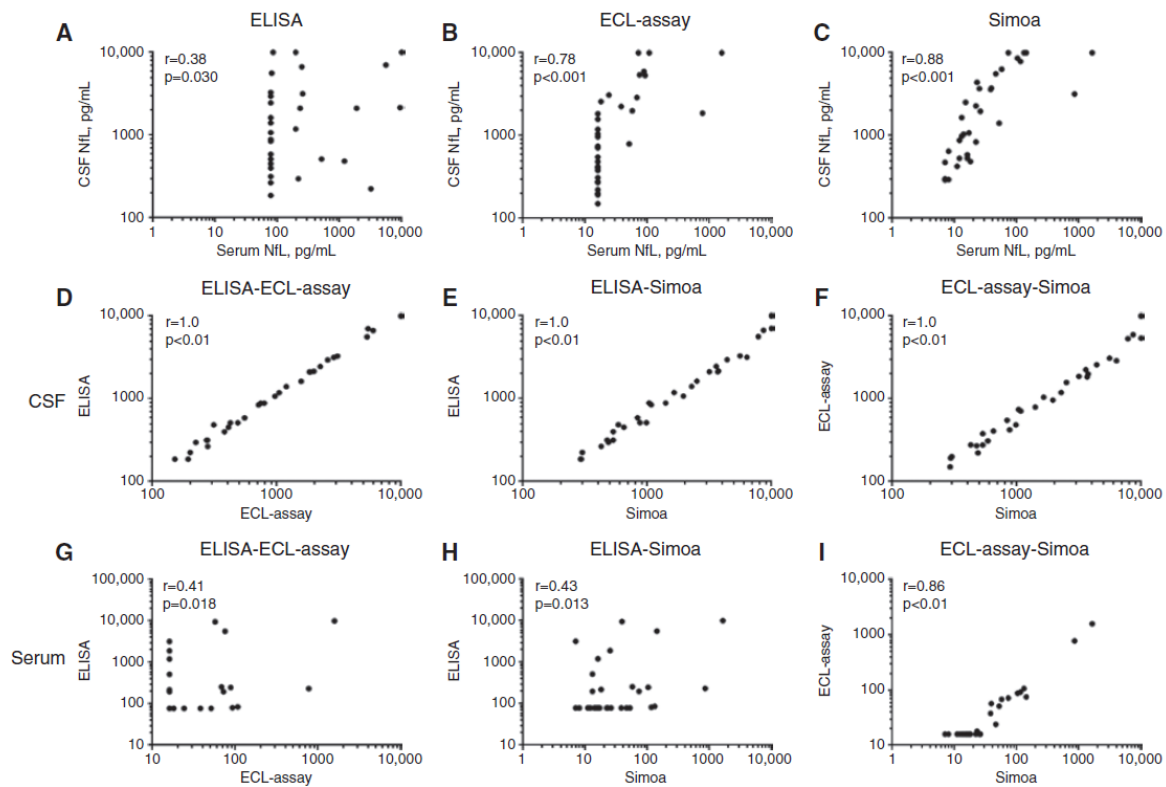 A ELISA
r=0.38
p=0.030
CSF NfL, pg/mL
10,000
1000
100
1 10 100 1000 10,000
Serum NfL, pg/mL
B ECL-assay
r=0.78
p<0.001
CSF NfL, pg/mL
10,000
1000
100
1 10 100 1000 10,000
Serum NfL, pg/mL
C Simoa
r=0.88
p<0.001
CSF NfL, pg/mL
10,000
1000
100
1 10 100 1000 10,000
Serum NfL, pg/mL
CSF
D ELISA-ECL-assay
r=1.0
p<0.01
ELISA
10,000
1000
100
100 1000 10,000
ECL-assay
E ELISA-Simoa
r=1.0
p<0.01
ELISA
10,000
1000
100
100 1000 10,000
Simoa
F ECL-assay-Simoa
r=1.0
p<0.01
ECL-assay
10,000
1000
100
100 1000 10,000
Simoa
Serum
G ELISA-ECL-assay
r=0.41
p=0.018
ELISA
100,000
10,000
1000
100
10
10 100 1000 10,000
ECL-assay
H ELISA-Simoa
r=0.43
p=0.013
ELISA
100,000
10,000
1000
100
10
1 10 100 1000 10,000
Simoa
I ECL-assay-Simoa
r=0.86
p<0.01
ECL-assay
10,000
1000
100
10
1 10 100 1000 10,000
Simoa